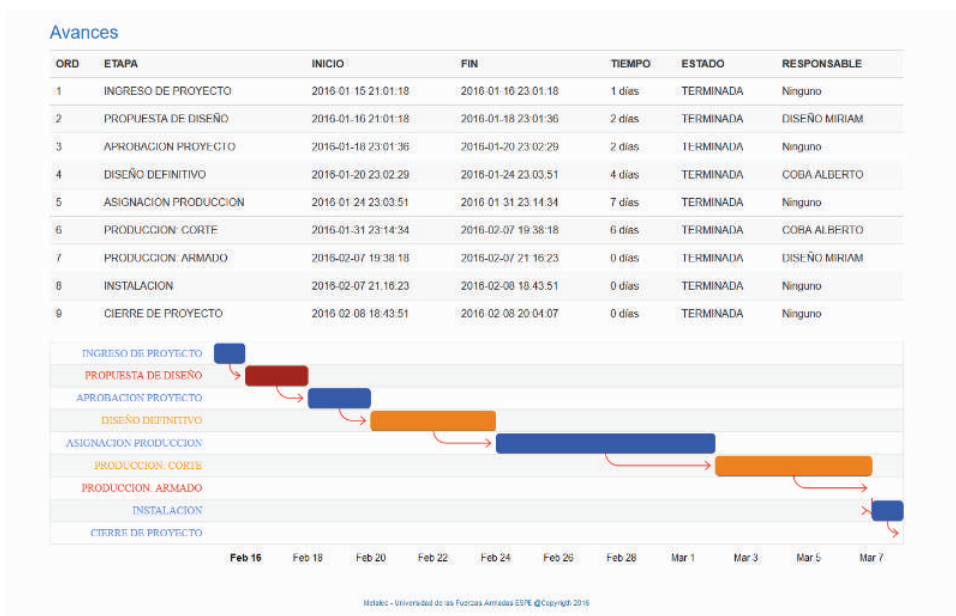 Avances
ORD ETAPA INICIO FIN TIEMPO ESTADO RESPONSABLE
1 INGRESO DE PROYECTO 2016-01-15 21:01:18 2016-01-16 23:01:18 1 días TERMINADA Ninguno
2 PROPUESTA DE DISEÑO 2016-01-16 21:01:18 2016-01-18 23:01:36 2 días TERMINADA DISEÑO MIRIAM
3 APROBACION PROYECTO 2016-01-18 23:01:36 2016-01-20 23:02:29 2 días TERMINADA Ninguno
4 DISEÑO DEFINITIVO 2016-01-20 23:02:29 2016-01-24 23:03:51 4 días TERMINADA COBA ALBERTO
5 ASIGNACION PRODUCCION 2016-01-24 23:03:51 2016-01-31 23:14:34 7 días TERMINADA Ninguno
6 PRODUCCION: CORTE 2016-01-31 23:14:34 2016-02-07 19:38:18 6 días TERMINADA COBA ALBERTO
7 PRODUCCION: ARMADO 2016-02-07 19:38:18 2016-02-07 21:16:23 0 días TERMINADA DISEÑO MIRIAM
8 INSTALACION 2016-02-07 21:16:23 2016-02-08 18:43:51 0 días TERMINADA Ninguno
9 CIERRE DE PROYECTO 2016-02-08 18:43:51 2016-02-08 20:04:07 0 días TERMINADA Ninguno
INGRESO DE PROYECTO
PROPUESTA DE DISEÑO
APROBACION PROYECTO
DISEÑO DEFINITIVO
ASIGNACION PRODUCCION
PRODUCCION: CORTE
PRODUCCION: ARMADO
INSTALACION
CIERRE DE PROYECTO
Feb 16 Feb 18 Feb 20 Feb 22 Feb 24 Feb 26 Feb 28 Mar 1 Mar 3 Mar 5 Mar 7
Metalec - Universidad de las Fuerzas Armadas ESPE @Copyrigth 2016